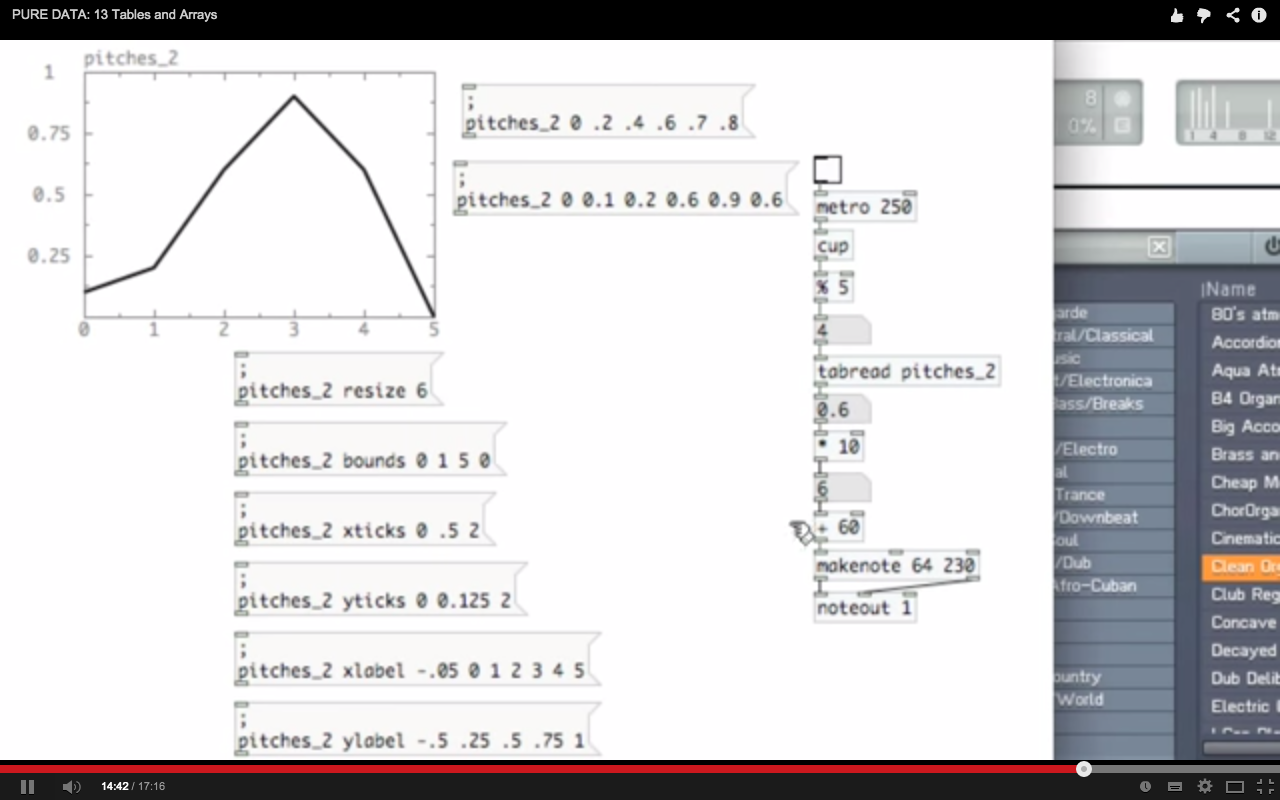 PURE DATA: 13 Tables and Arrays
pitches_2
1
0.75
0.5
0.25
0 1 2 3 4 5
;
pitches_2 0 .2 .4 .6 .7 .8
;
pitches_2 0 0.1 0.2 0.6 0.9 0.6
;
pitches_2 resize 6
;
pitches_2 bounds 0 1 5 0
;
pitches_2 xticks 0 .5 2
;
pitches_2 yticks 0 0.125 2
;
pitches_2 xlabel -.05 0 1 2 3 4 5
;
pitches_2 ylabel -.5 .25 .5 .75 1
metro 250
cup
% 5
4
tabread pitches_2
0.6
* 10
6
+ 60
makenote 64 230
noteout 1
8
0%
1 4 8 12
arde
tral/Classical
usic
t/Electronica
ass/Breaks
/Electro
al
Trance
/Downbeat
oul
/Dub
Afro-Cuban
ountry
/World
Name
80's atm
Accordion
Aqua At
B4 Organ
Big Acco
Brass an
Cheap M
ChorOrga
Cinematic
Clean Or
Club Reg
Concave
Decayed
Dub Deli
Electric
14:42 / 17:16